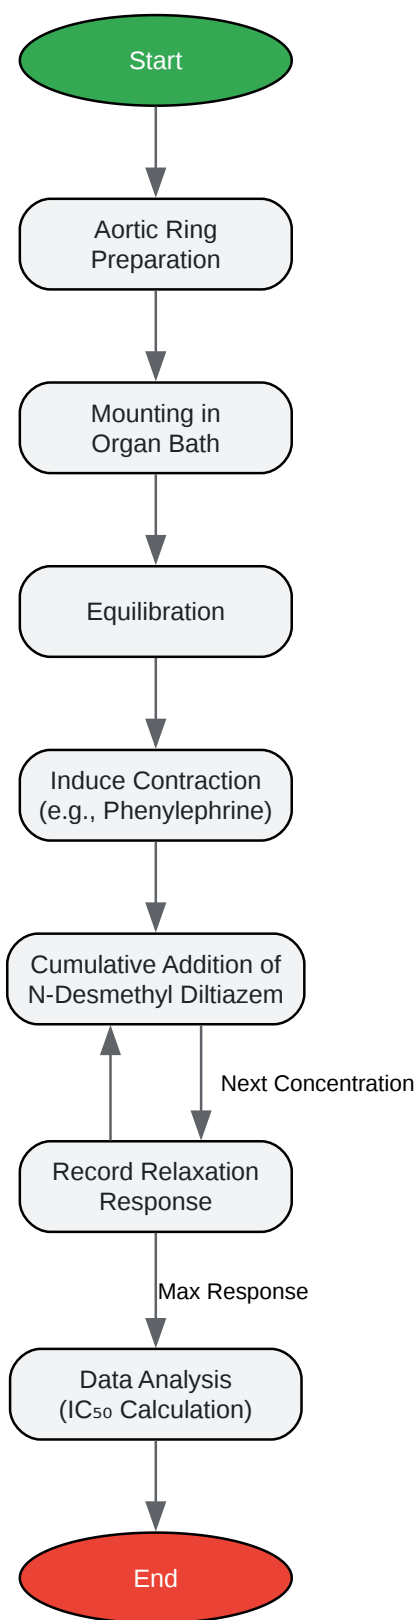 Start
Aortic Ring
Preparation
Mounting in
Organ Bath
Equilibration
Induce Contraction
(e.g., Phenylephrine)
Cumulative Addition of
N-Desmethyl Diltiazem
Next Concentration
Record Relaxation
Response
Max Response
Data Analysis
(IC₅₀ Calculation)
End